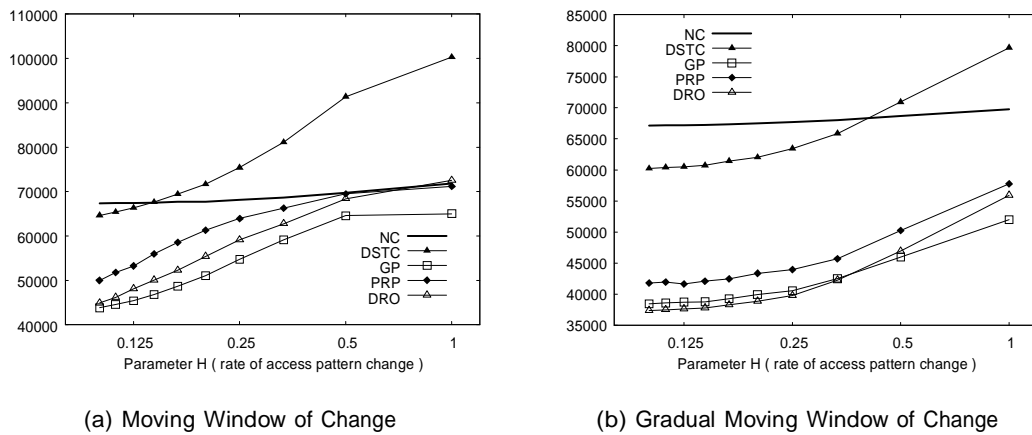 110000
100000
90000
80000
70000
60000
50000
40000
NC
DSTC
GP
PRP
DRO
0.125
0.25
0.5
1
Parameter H ( rate of access pattern change )
(a) Moving Window of Change
85000
80000
75000
70000
65000
60000
55000
50000
45000
40000
35000
NC
DSTC
GP
PRP
DRO
0.125
0.25
0.5
1
Parameter H ( rate of access pattern change )
(b) Gradual Moving Window of Change